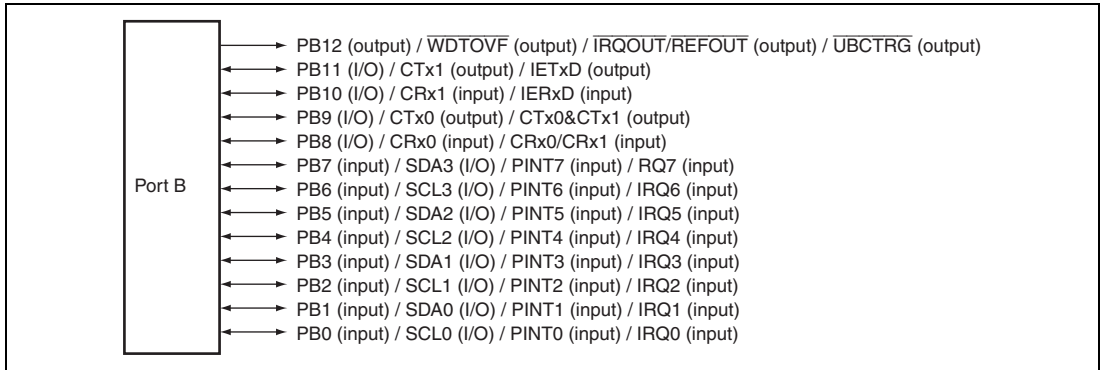 Port B
PB12 (output) / W̅D̅T̅O̅V̅F̅ (output) / I̅R̅Q̅O̅U̅T̅/R̅E̅F̅O̅U̅T̅ (output) / U̅B̅C̅T̅R̅G̅ (output)
PB11 (I/O) / CTx1 (output) / IETxD (output)
PB10 (I/O) / CRx1 (input) / IERxD (input)
PB9 (I/O) / CTx0 (output) / CTx0&CTx1 (output)
PB8 (I/O) / CRx0 (input) / CRx0/CRx1 (input)
PB7 (input) / SDA3 (I/O) / PINT7 (input) / RQ7 (input)
PB6 (input) / SCL3 (I/O) / PINT6 (input) / IRQ6 (input)
PB5 (input) / SDA2 (I/O) / PINT5 (input) / IRQ5 (input)
PB4 (input) / SCL2 (I/O) / PINT4 (input) / IRQ4 (input)
PB3 (input) / SDA1 (I/O) / PINT3 (input) / IRQ3 (input)
PB2 (input) / SCL1 (I/O) / PINT2 (input) / IRQ2 (input)
PB1 (input) / SDA0 (I/O) / PINT1 (input) / IRQ1 (input)
PB0 (input) / SCL0 (I/O) / PINT0 (input) / IRQ0 (input)